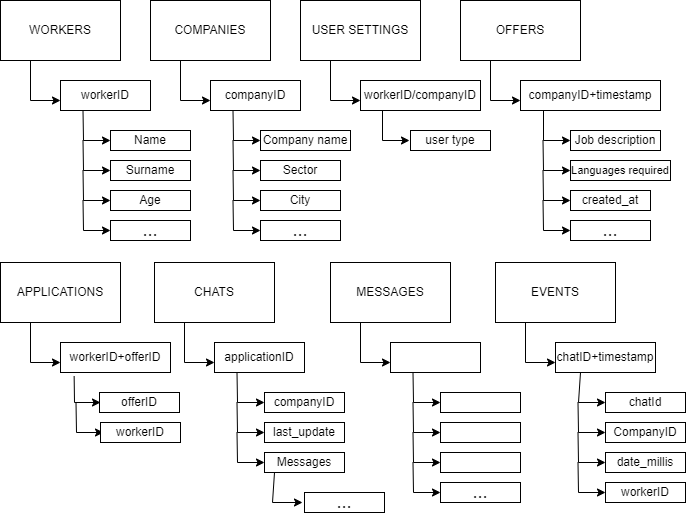 WORKERS
COMPANIES
USER SETTINGS
OFFERS
workerID
companyID
workerID/companyID
companyID+timestamp
Name
Company name
user type
Job description
Surname
Sector
Languages required
Age
City
created_at
...
...
...
APPLICATIONS
CHATS
MESSAGES
EVENTS
workerID+offerID
applicationID
chatID+timestamp
offerID
companyID
chatId
workerID
last_update
CompanyID
Messages
date_millis
...
...
workerID